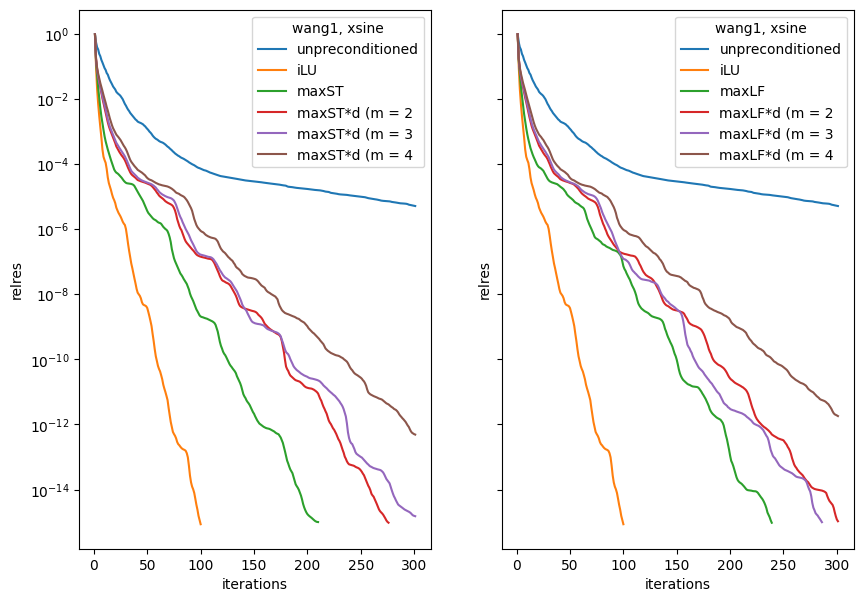 wang1, xsine
unpreconditioned
iLU
maxST
maxST*d (m = 2
maxST*d (m = 3
maxST*d (m = 4
relres
10⁰
10⁻²
10⁻⁴
10⁻⁶
10⁻⁸
10⁻¹⁰
10⁻¹²
10⁻¹⁴
0 50 100 150 200 250 300
iterations
wang1, xsine
unpreconditioned
iLU
maxLF
maxLF*d (m = 2
maxLF*d (m = 3
maxLF*d (m = 4
relres
0 50 100 150 200 250 300
iterations